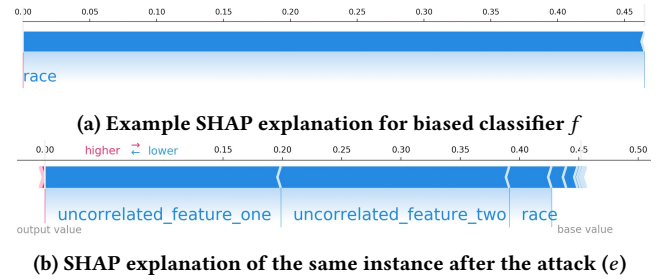 0.00 0.05 0.10 0.15 0.20 0.25 0.30 0.35 0.40 0.45
race
(a) Example SHAP explanation for biased classifier f
0.00 higher → ← lower 0.15 0.20 0.25 0.30 0.35 0.40 0.45 0.50
uncorrelated_feature_one uncorrelated_feature_two race
output value base value
(b) SHAP explanation of the same instance after the attack (e)